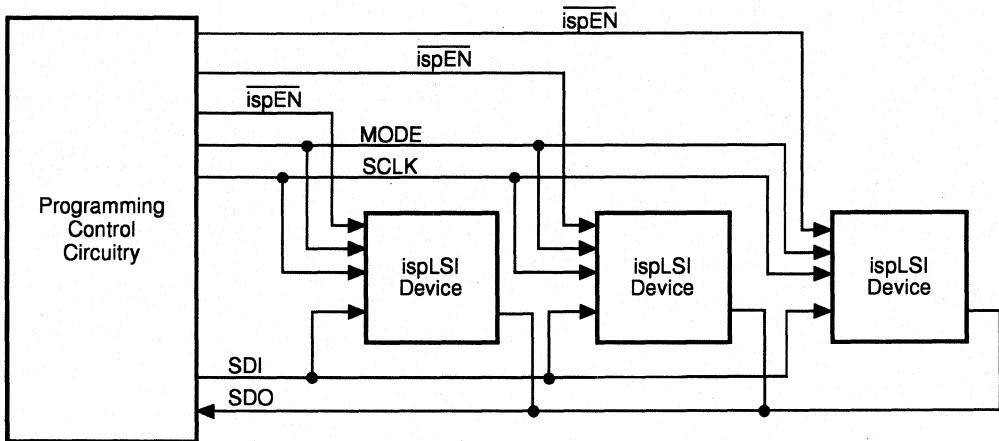 ispEN
ispEN
ispEN
MODE
SCLK
Programming
Control
Circuitry
ispLSI
Device
ispLSI
Device
ispLSI
Device
SDI
SDO